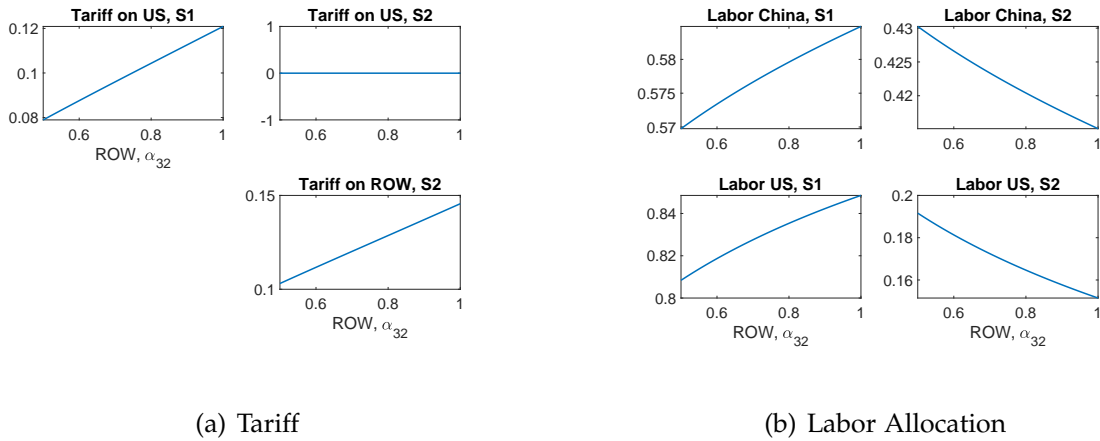 Tariff on US, S1
0.12
0.1
0.08
0.6 0.8 1
ROW, α_32
Tariff on US, S2
1
0
-1
0.6 0.8 1
Tariff on ROW, S2
0.15
0.1
0.6 0.8 1
ROW, α_32
(a) Tariff
Labor China, S1
0.58
0.575
0.57
0.6 0.8 1
Labor China, S2
0.43
0.425
0.42
0.6 0.8 1
Labor US, S1
0.84
0.82
0.8
0.6 0.8 1
ROW, α_32
Labor US, S2
0.2
0.18
0.16
0.6 0.8 1
ROW, α_32
(b) Labor Allocation